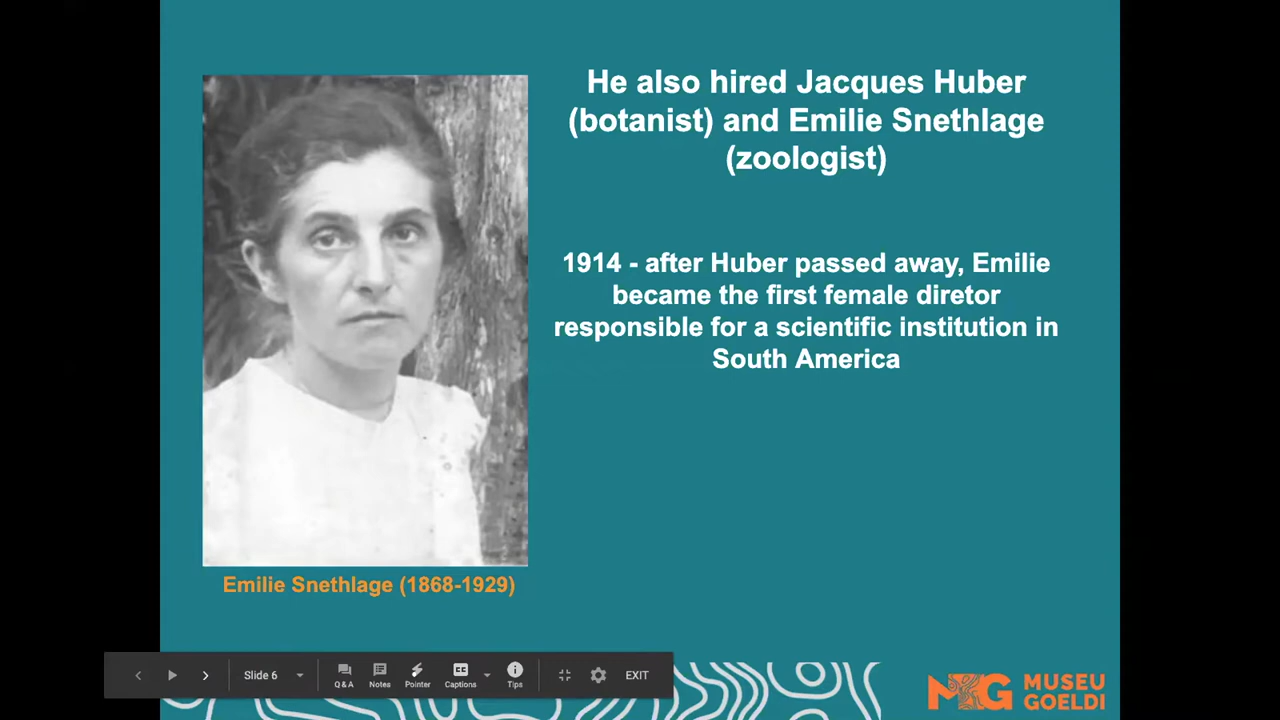 He also hired Jacques Huber
(botanist) and Emilie Snethlage
(zoologist)
1914 - after Huber passed away, Emilie
became the first female diretor
responsible for a scientific institution in
South America
Emilie Snethlage (1868-1929)
Slide 6
Q&A
Notes
Pointer
Captions
Tips
EXIT
MG MUSEU
GOELDI